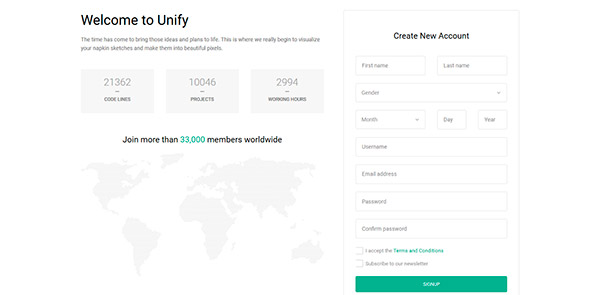 Welcome to Unify
The time has come to bring those ideas and plans to life. This is where we really begin to visualize
your napkin sketches and make them into beautiful pixels.
21362
CODE LINES
10046
PROJECTS
2994
WORKING HOURS
Join more than 33,000 members worldwide
Create New Account
First name
Last name
Gender
Month
Day
Year
Username
Email address
Password
Confirm password
I accept the Terms and Conditions
Subscribe to our newsletter
SIGNUP